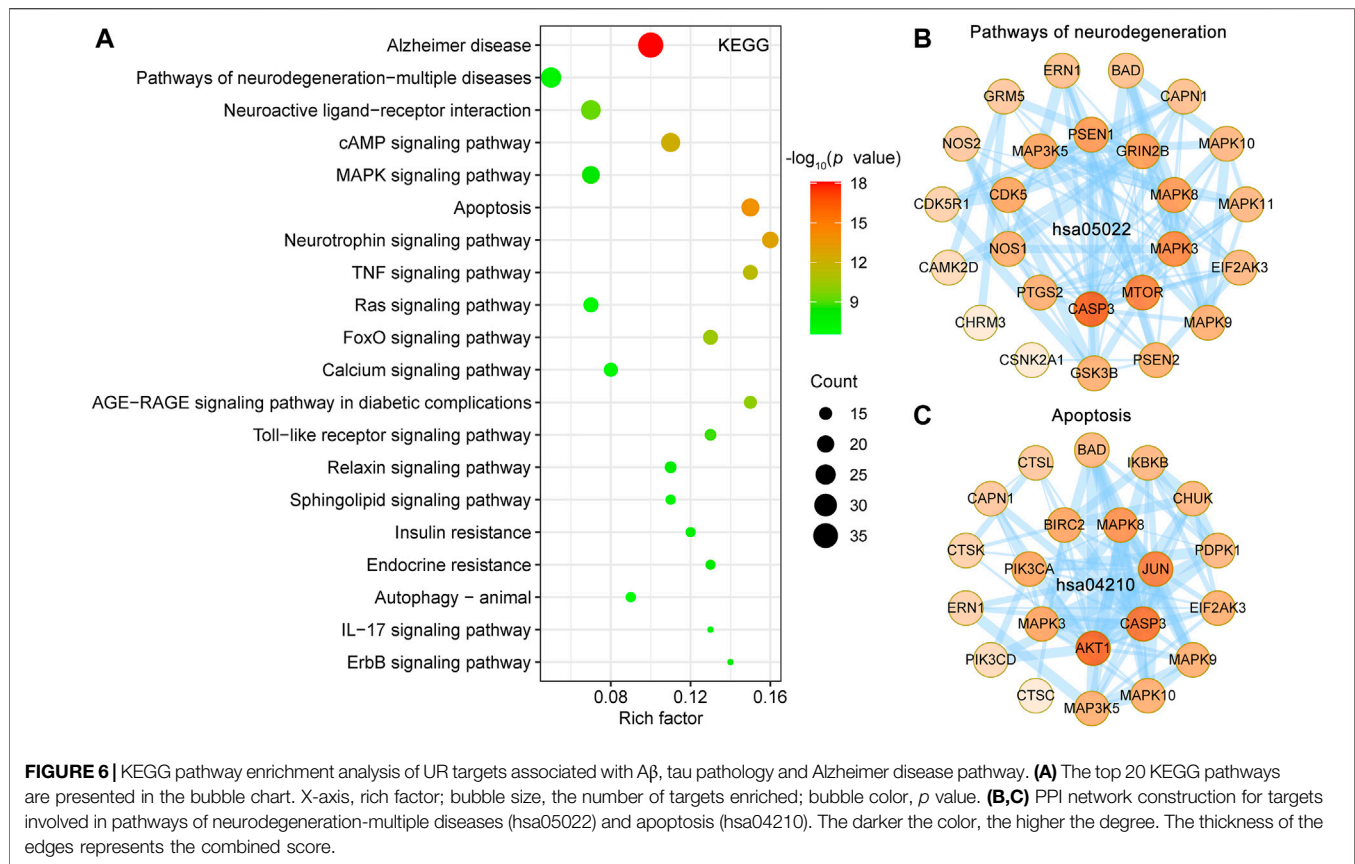 A
KEGG
Alzheimer disease
Pathways of neurodegeneration−multiple diseases
Neuroactive ligand−receptor interaction
cAMP signaling pathway
MAPK signaling pathway
Apoptosis
Neurotrophin signaling pathway
TNF signaling pathway
Ras signaling pathway
FoxO signaling pathway
Calcium signaling pathway
AGE−RAGE signaling pathway in diabetic complications
Toll−like receptor signaling pathway
Relaxin signaling pathway
Sphingolipid signaling pathway
Insulin resistance
Endocrine resistance
Autophagy − animal
IL−17 signaling pathway
ErbB signaling pathway
0.08 0.12 0.16
Rich factor
-log10(p value)
18
15
12
9
Count
15
20
25
30
35
B
Pathways of neurodegeneration
ERN1
BAD
GRM5
CAPN1
PSEN1
NOS2
MAP3K5
GRIN2B
MAPK10
CDK5R1
CDK5
MAPK8
MAPK11
hsa05022
NOS1
MAPK3
CAMK2D
EIF2AK3
PTGS2
MTOR
CASP3
CHRM3
MAPK9
CSNK2A1
GSK3B
PSEN2
C
Apoptosis
BAD
CTSL
IKBKB
CAPN1
CHUK
BIRC2
MAPK8
CTSK
PDPK1
PIK3CA
JUN
hsa04210
ERN1
EIF2AK3
MAPK3
CASP3
AKT1
PIK3CD
MAPK9
CTSC
MAPK10
MAP3K5
FIGURE 6 | KEGG pathway enrichment analysis of UR targets associated with Aβ, tau pathology and Alzheimer disease pathway. (A) The top 20 KEGG pathways
are presented in the bubble chart. X-axis, rich factor; bubble size, the number of targets enriched; bubble color, p value. (B,C) PPI network construction for targets
involved in pathways of neurodegeneration-multiple diseases (hsa05022) and apoptosis (hsa04210). The darker the color, the higher the degree. The thickness of the
edges represents the combined score.